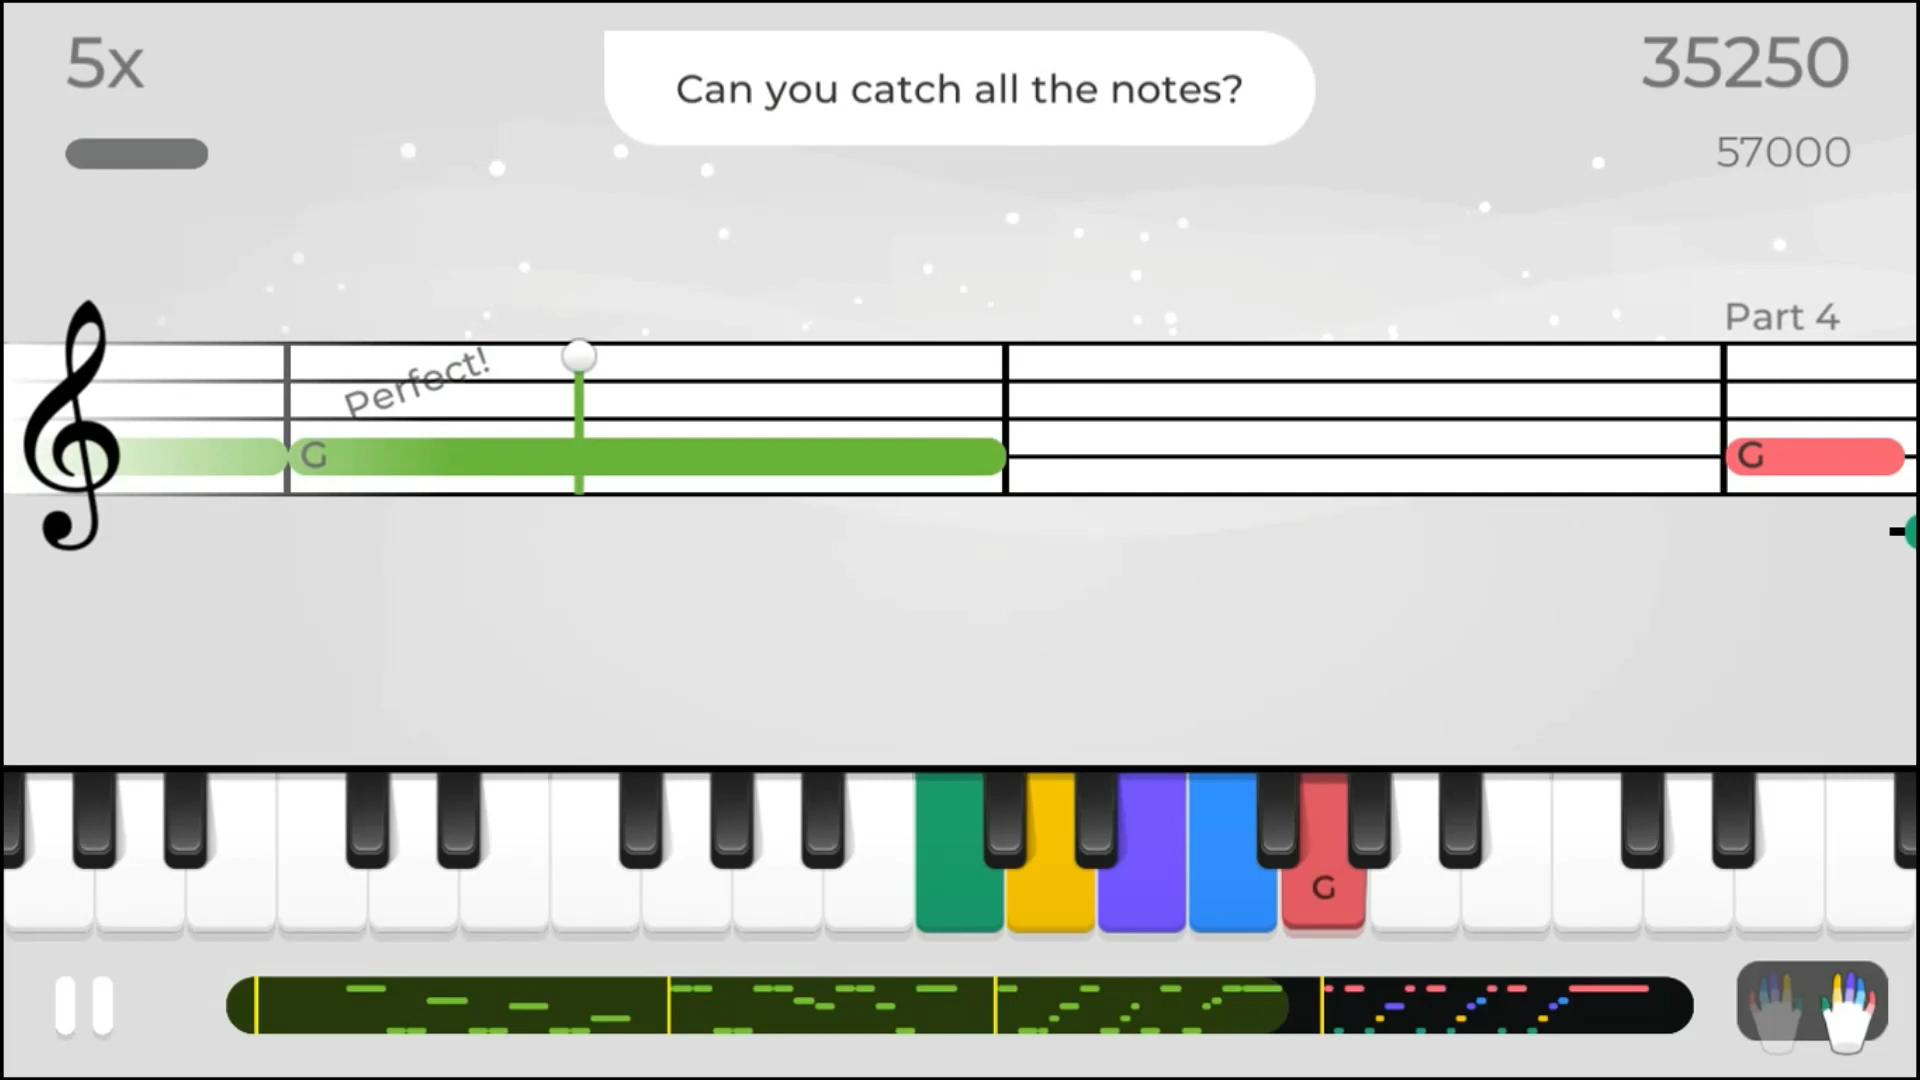 5x
Can you catch all the notes?
35250
57000
Part 4
Perfect!
G
G
G